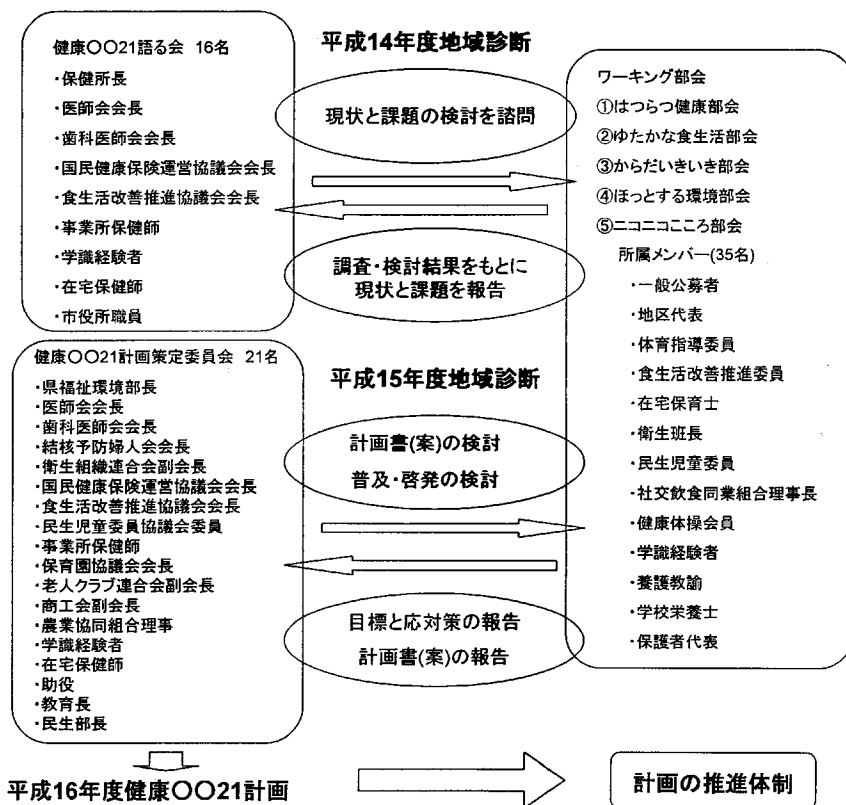 健康〇〇21語る会 16名
・保健所長
・医師会会長
・歯科医師会会長
・国民健康保険運営協議会会長
・食生活改善推進協議会会長
・事業所保健師
・学識経験者
・在宅保健師
・市役所職員
平成14年度地域診断
現状と課題の検討を諮問
調査・検討結果をもとに
現状と課題を報告
ワーキング部会
①はつらつ健康部会
②ゆたかな食生活部会
③からだいきいき部会
④ほっとする環境部会
⑤ニコニコこころ部会
所属メンバー(35名)
・一般公募者
・地区代表
・体育指導委員
・食生活改善推進委員
・在宅保育士
・衛生班長
・民生児童委員
・社交飲食同業組合理事長
・健康体操会員
・学識経験者
・養護教諭
・学校栄養士
・保護者代表
健康〇〇21計画策定委員会 21名
・県福祉環境部長
・医師会会長
・歯科医師会会長
・結核予防婦人会会長
・衛生組織連合会副会長
・国民健康保険運営協議会会長
・食生活改善推進協議会会長
・民生児童委員協議会委員
・事業所保健師
・保育園協議会会長
・老人クラブ連合会副会長
・商工会副会長
・農業協同組合理事
・学識経験者
・在宅保健師
・助役
・教育長
・民生部長
平成15年度地域診断
計画書(案)の検討
普及・啓発の検討
目標と応対策の報告
計画書(案)の報告
平成16年度健康〇〇21計画
計画の推進体制